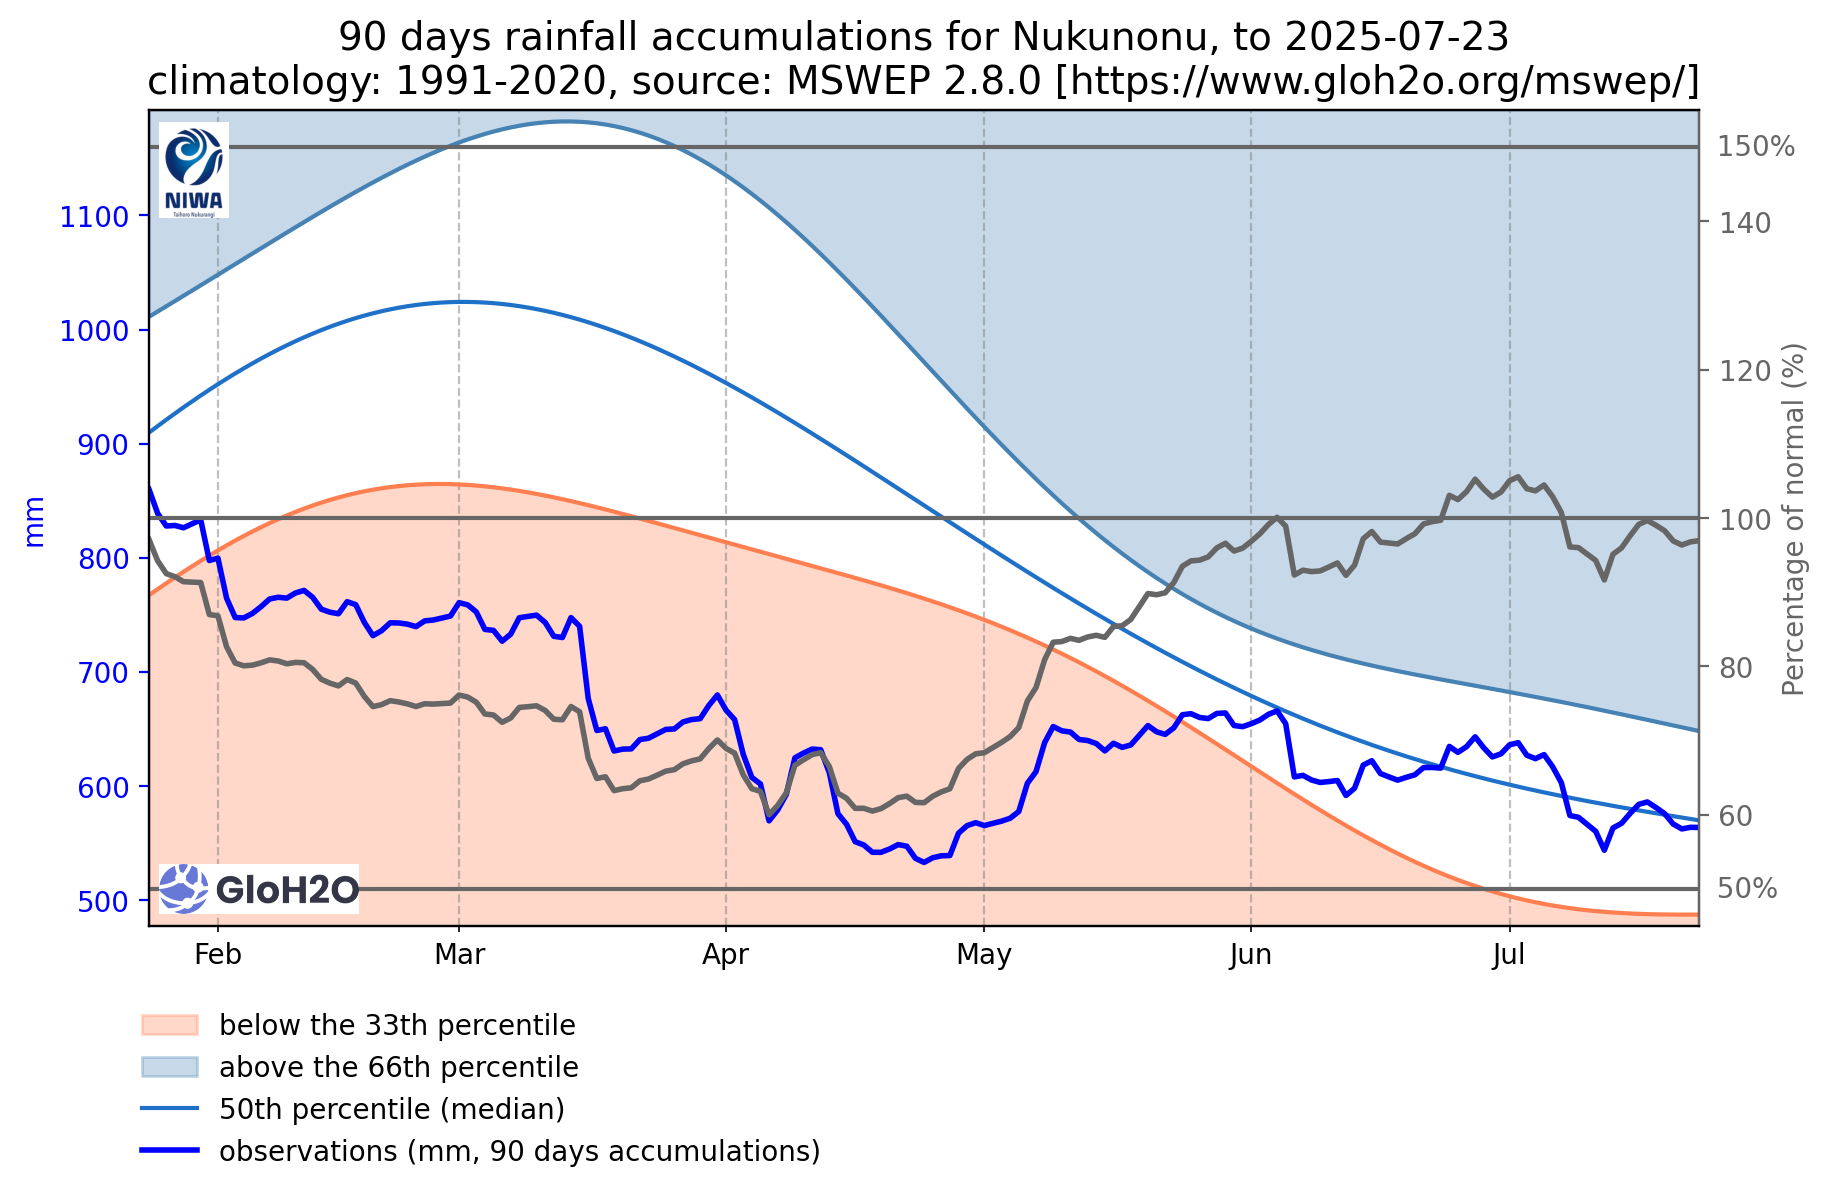 90 days rainfall accumulations for Nukunonu, to 2025-07-23
climatology: 1991-2020, source: MSWEP 2.8.0 [https://www.gloh2o.org/mswep/]
NIWA
Taihoro Nukurangi
150%
1100
140
1000
120
900
mm
800
100
Percentage of normal (%)
700
80
600
60
GloH2O
500
50%
Feb Mar Apr May Jun Jul
below the 33th percentile
above the 66th percentile
50th percentile (median)
observations (mm, 90 days accumulations)